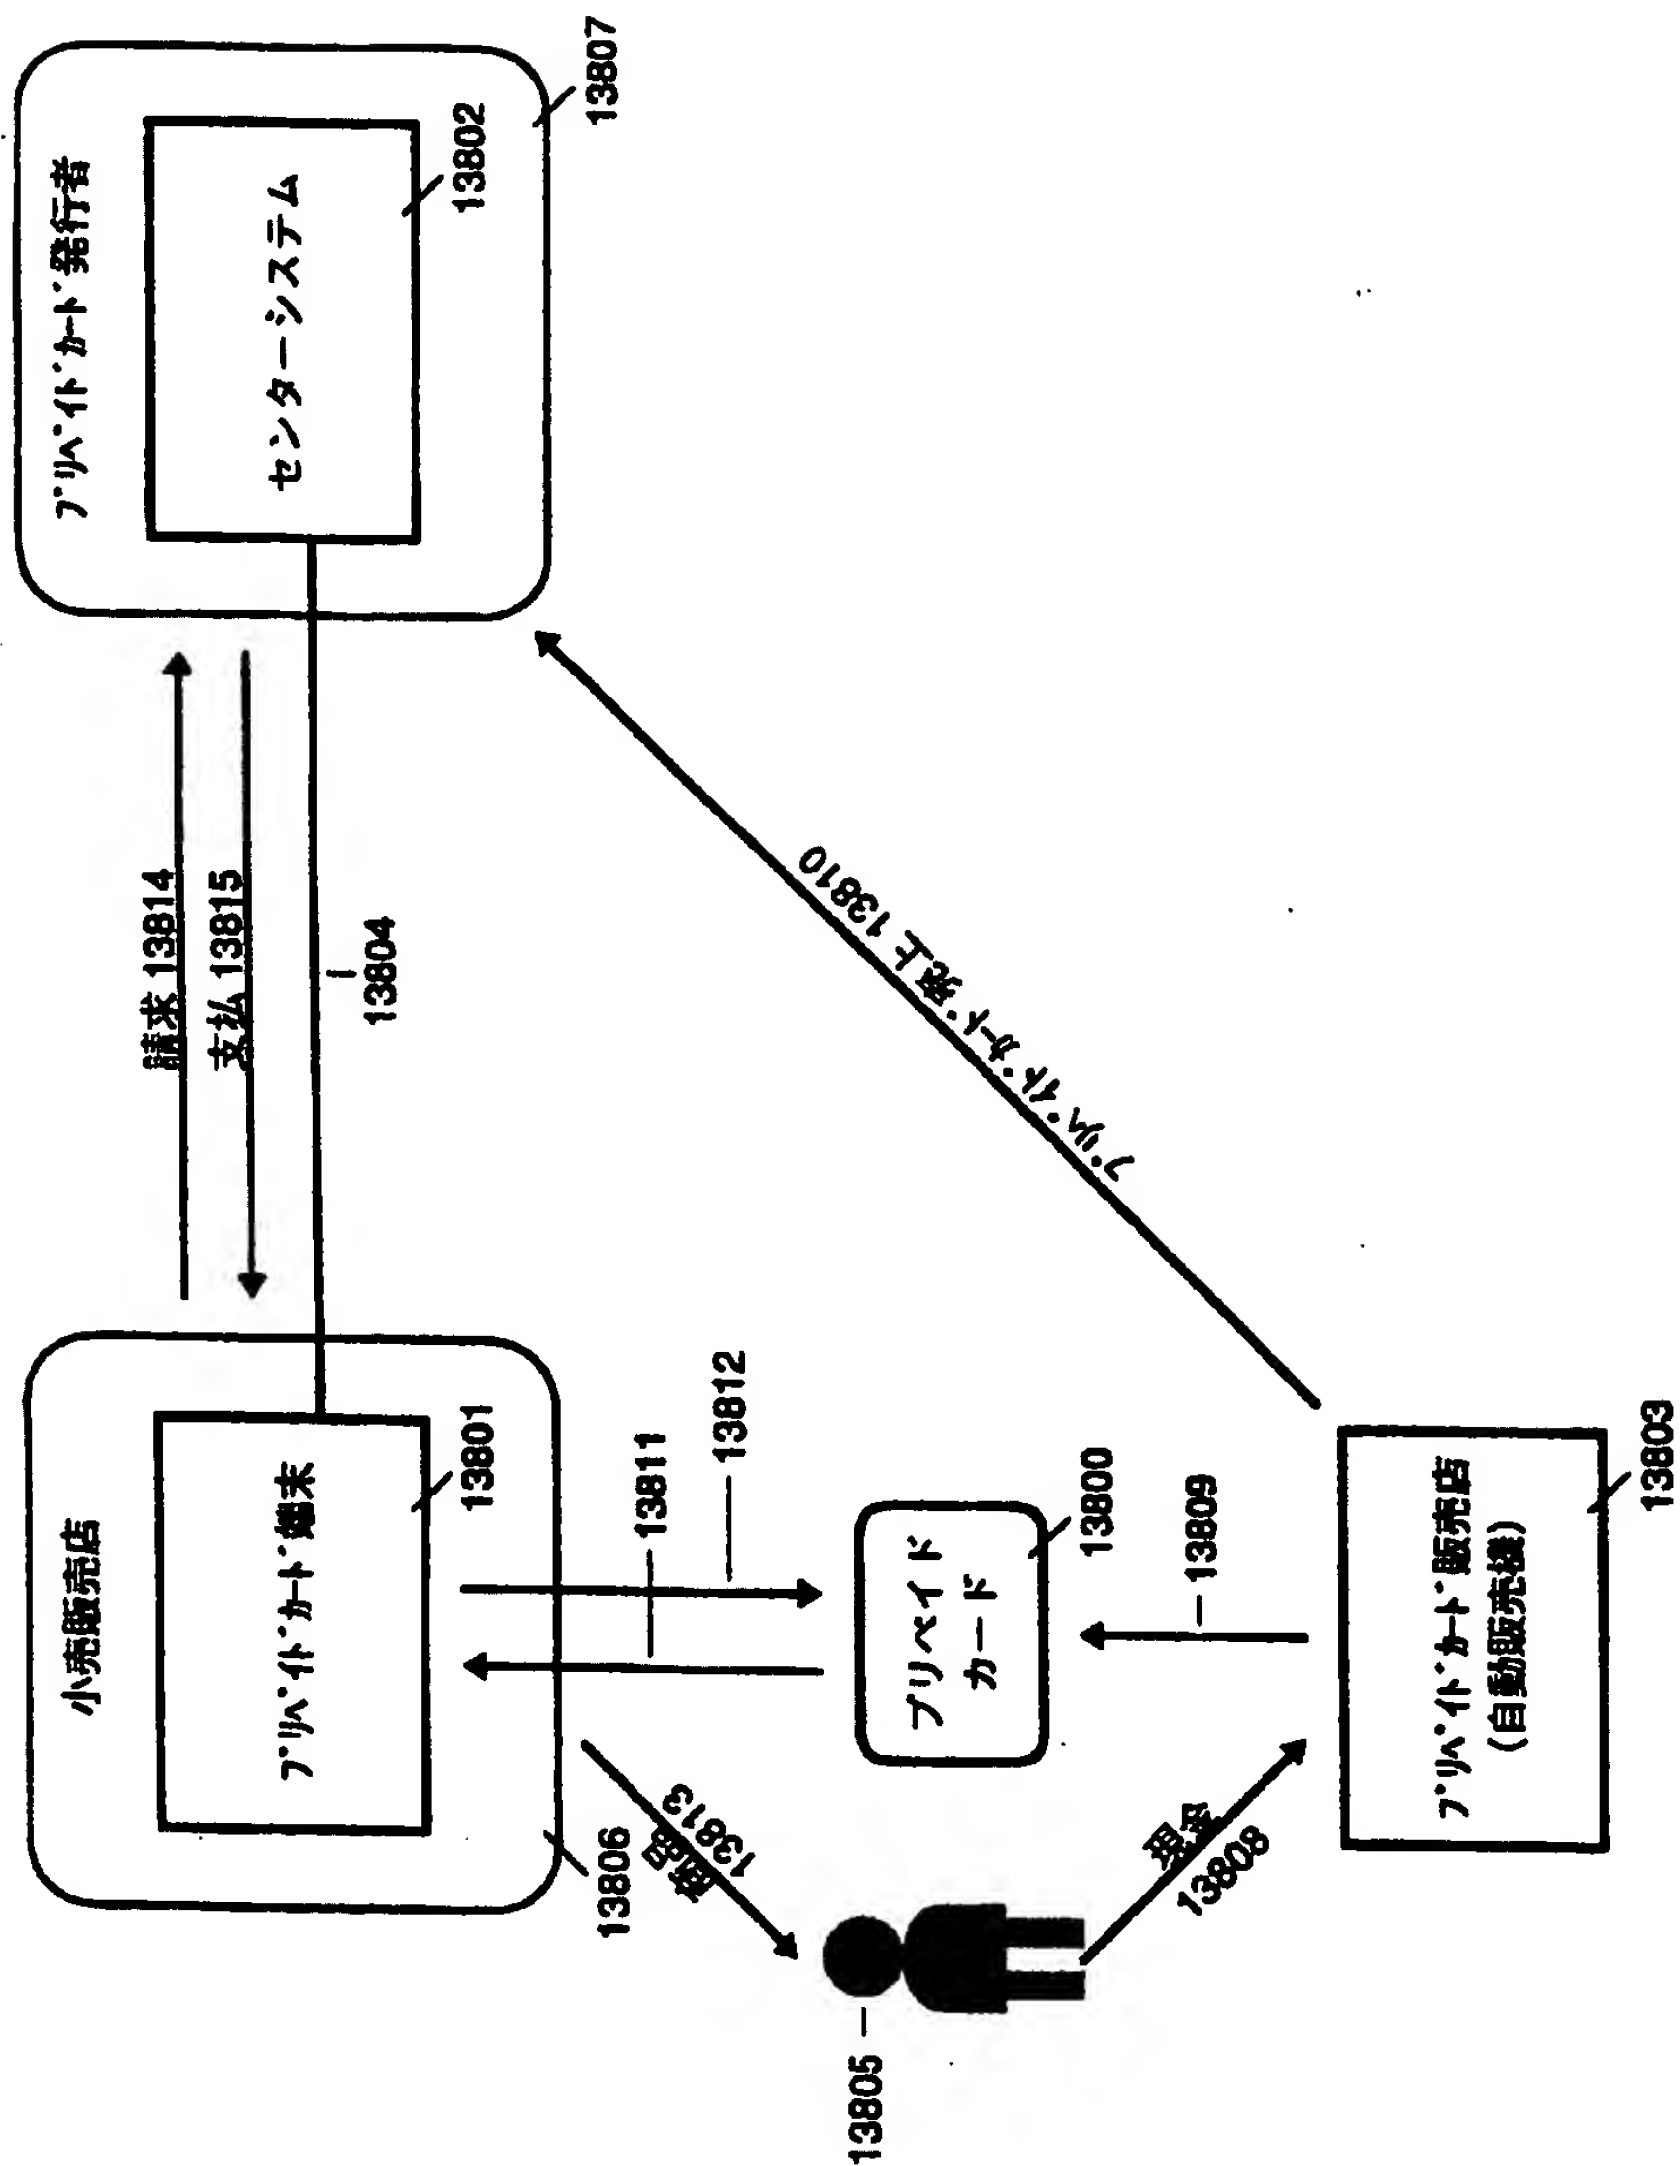 小売販売店
プリペイドカード端末
13801
13806
請求 13814
支払 13815
13804
プリペイドカード発行者
センターシステム
13802
13807
13811
13812
商品
13813
13805
プリペイド
カード
13800
現金
13808
13809
プリペイドカード売上 13810
プリペイドカード販売店
(自動販売機)
13803